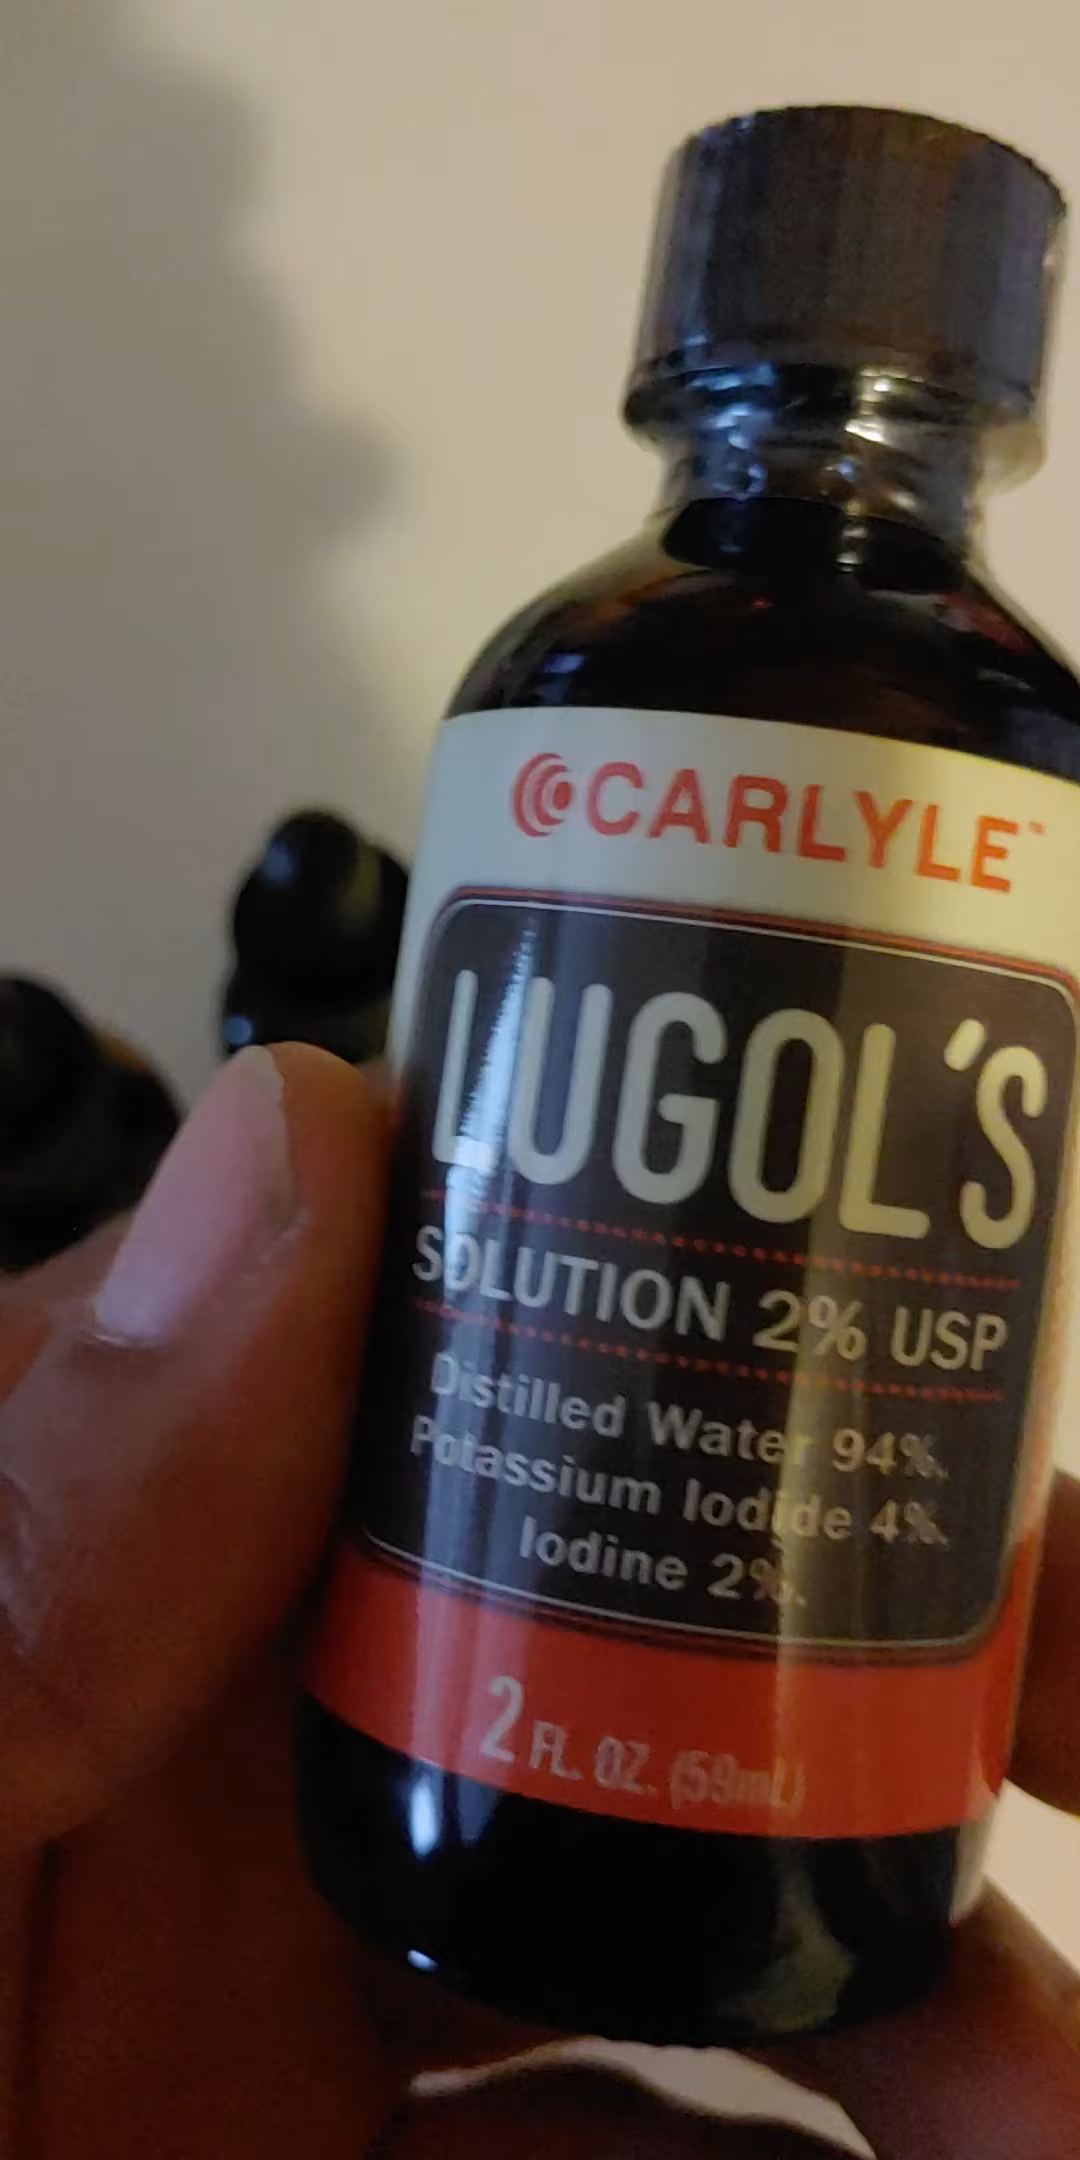 CARLYLE™
LUGOL'S
SOLUTION 2% USP
Distilled Water 94%.
Potassium Iodide 4%.
Iodine 2%.
2 FL. OZ. (59mL)